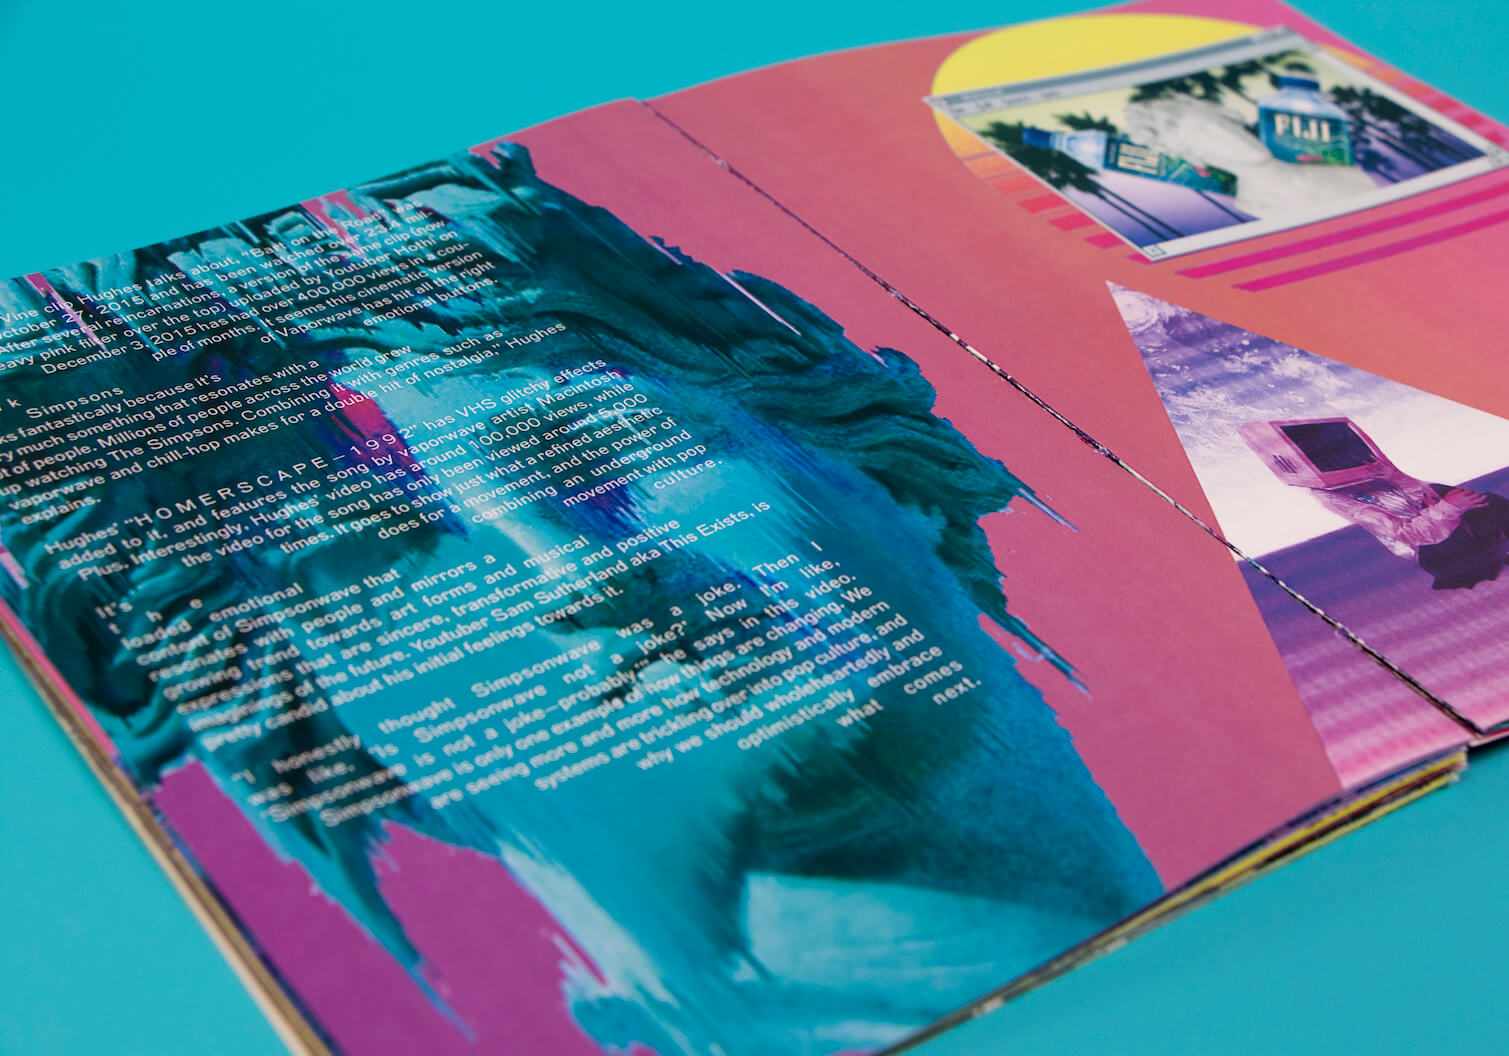 Vine clip Hughes talks about, "Bart on the Road" was
october 27, 2015 and has been watched over 23.4 mil-
After several reincarnations, a version of the same clip (now
eavy pink filter over the top) uploaded by Youtuber
on
December 3, 2015 has had over 400,000 views in a cou-
ple of months. It seems this cinematic version
of Vaporwave has hit all the right
emotional buttons.
r k
Simpsons
ks fantastically because it's
ry much something that resonates with a
ot of people. Millions of people across the world grew
up watching The Simpsons. Combining it with genres such as
vaporwave and chill-hop makes for a double hit of nostalgia," Hughes
explains.
Hughes' "H O M E R S C A P E – 1 9 9 2" has VHS glitchy effects
added to it, and features the song by Vaporwave artist, Macintosh
Plus. Interestingly, Hughes' video has around 100,000 views, while
the video for the song has only been viewed around 5,000
times. It goes to show just what a refined aesthetic
does for a movement, and the power of
combining an underground
movement with pop
culture.
It's
t h e
loaded emotional
content of Simpsonwave that
resonates with people and mirrors a
growing trend towards art forms and musical
expressions that are sincere, transformative and positive
imaginings of the future. Youtuber Sam Sutherland aka This Exists, is
pretty candid about his initial feelings towards it.
"I honestly thought Simpsonwave was a joke. Then I
was like, 'Is Simpsonwave not a joke?' Now I'm like,
'Simpsonwave is not a joke—probably'" He says in this video.
Simpsonwave is only one example of how things are changing. We
are seeing more and more how technology and modern
systems are trickling over into pop culture, and
why we should wholeheartedly and
optimistically embrace
what comes
next.
FIJI
FIJI